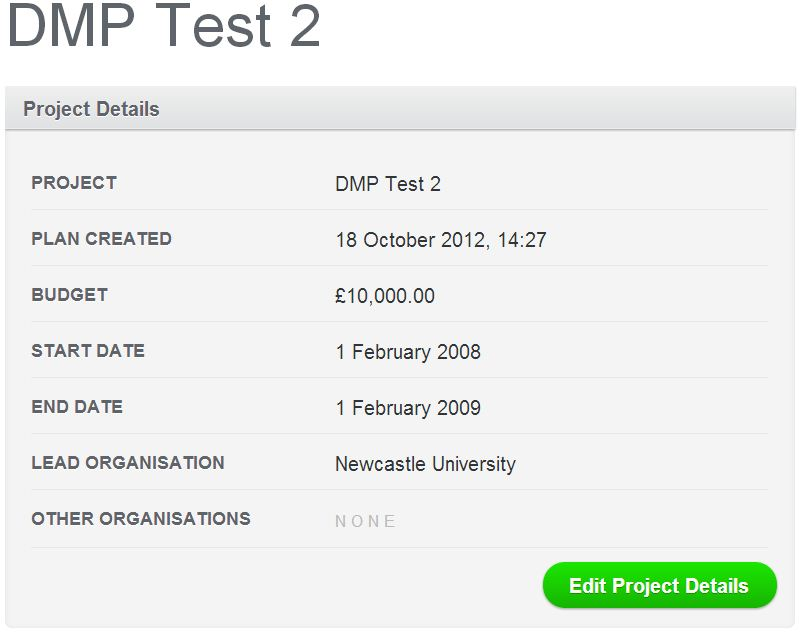 DMP Test 2
Project Details
PROJECT DMP Test 2
PLAN CREATED 18 October 2012, 14:27
BUDGET £10,000.00
START DATE 1 February 2008
END DATE 1 February 2009
LEAD ORGANISATION Newcastle University
OTHER ORGANISATIONS NONE
Edit Project Details